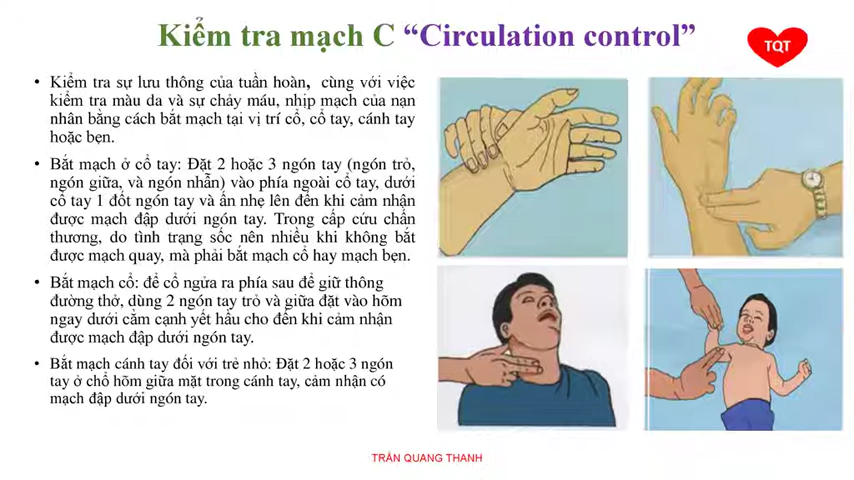 Kiểm tra mạch C “Circulation control”
TQT
• Kiểm tra sự lưu thông của tuần hoàn, cùng với việc
kiểm tra màu da và sự chảy máu, nhịp mạch của nạn
nhân bằng cách bắt mạch tại vị trí cổ, cổ tay, cánh tay
hoặc bẹn.
• Bắt mạch ở cổ tay: Đặt 2 hoặc 3 ngón tay (ngón trỏ,
ngón giữa, và ngón nhẫn) vào phía ngoài cổ tay, dưới
cổ tay 1 đốt ngón tay và ấn nhẹ lên đến khi cảm nhận
được mạch đập dưới ngón tay. Trong cấp cứu chấn
thương, do tình trạng sốc nên nhiều khi không bắt
được mạch quay, mà phải bắt mạch cổ hay mạch bẹn.
• Bắt mạch cổ: để cổ ngửa ra phía sau để giữ thông
đường thở, dùng 2 ngón tay trỏ và giữa đặt vào hõm
ngay dưới cằm cạnh yết hầu cho đến khi cảm nhận
được mạch đập dưới ngón tay.
• Bắt mạch cánh tay đối với trẻ nhỏ: Đặt 2 hoặc 3 ngón
tay ở chổ hõm giữa mặt trong cánh tay, cảm nhận có
mạch đập dưới ngón tay.
TRẦN QUANG THANH